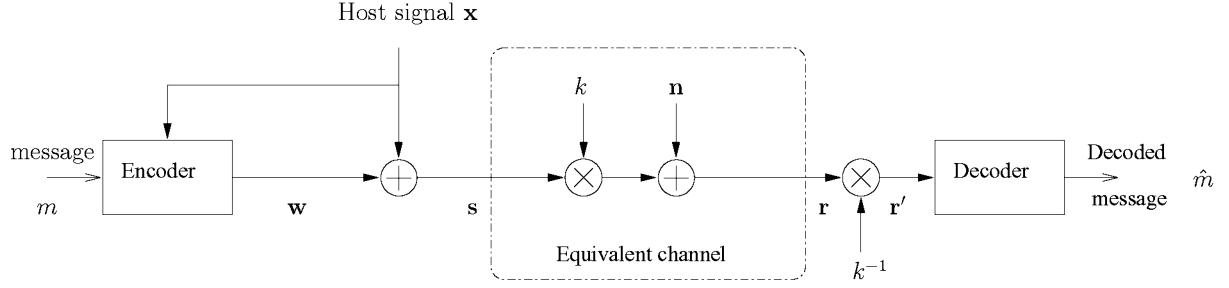 Host signal x
k
n
message
Encoder
Decoder
Decoded
m̂
m
w
s
r
r′
message
Equivalent channel
k⁻¹